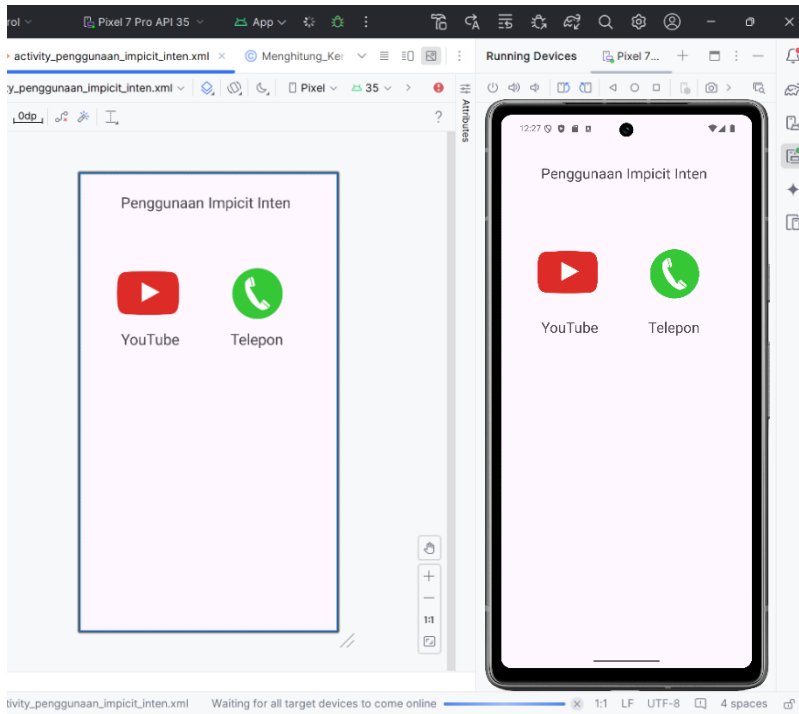 rol Pixel 7 Pro API 35 App
activity_penggunaan_impicit_inten.xml Menghitung_Ker Running Devices Pixel 7...
y_penggunaan_impicit_inten.xml Pixel 35
0dp ?
Attributes
Penggunaan Impicit Inten
YouTube Telepon
1:1
12:27
Penggunaan Impicit Inten
YouTube Telepon
tivity_penggunaan_impicit_inten.xml Waiting for all target devices to come online 1:1 LF UTF-8 4 spaces